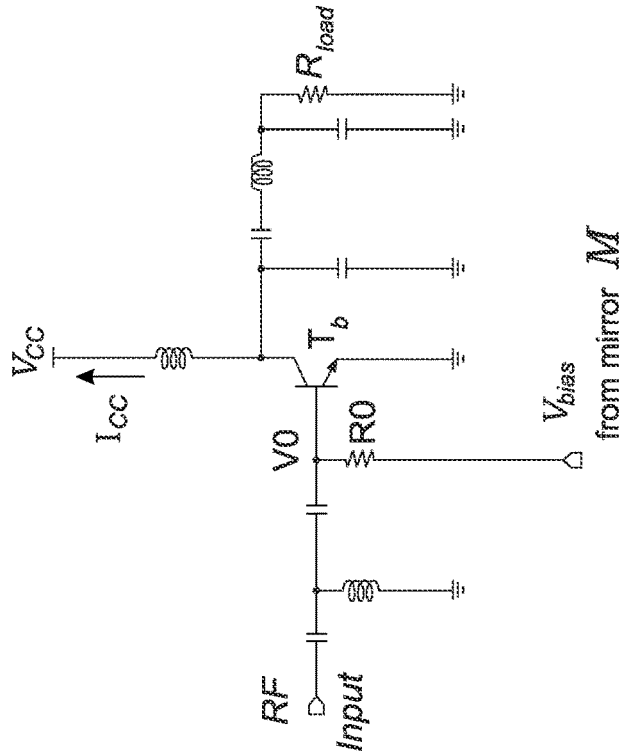 V_CC
I_CC
R_load
T_b
V0
R0
RF
Input
V_bias
from mirror M